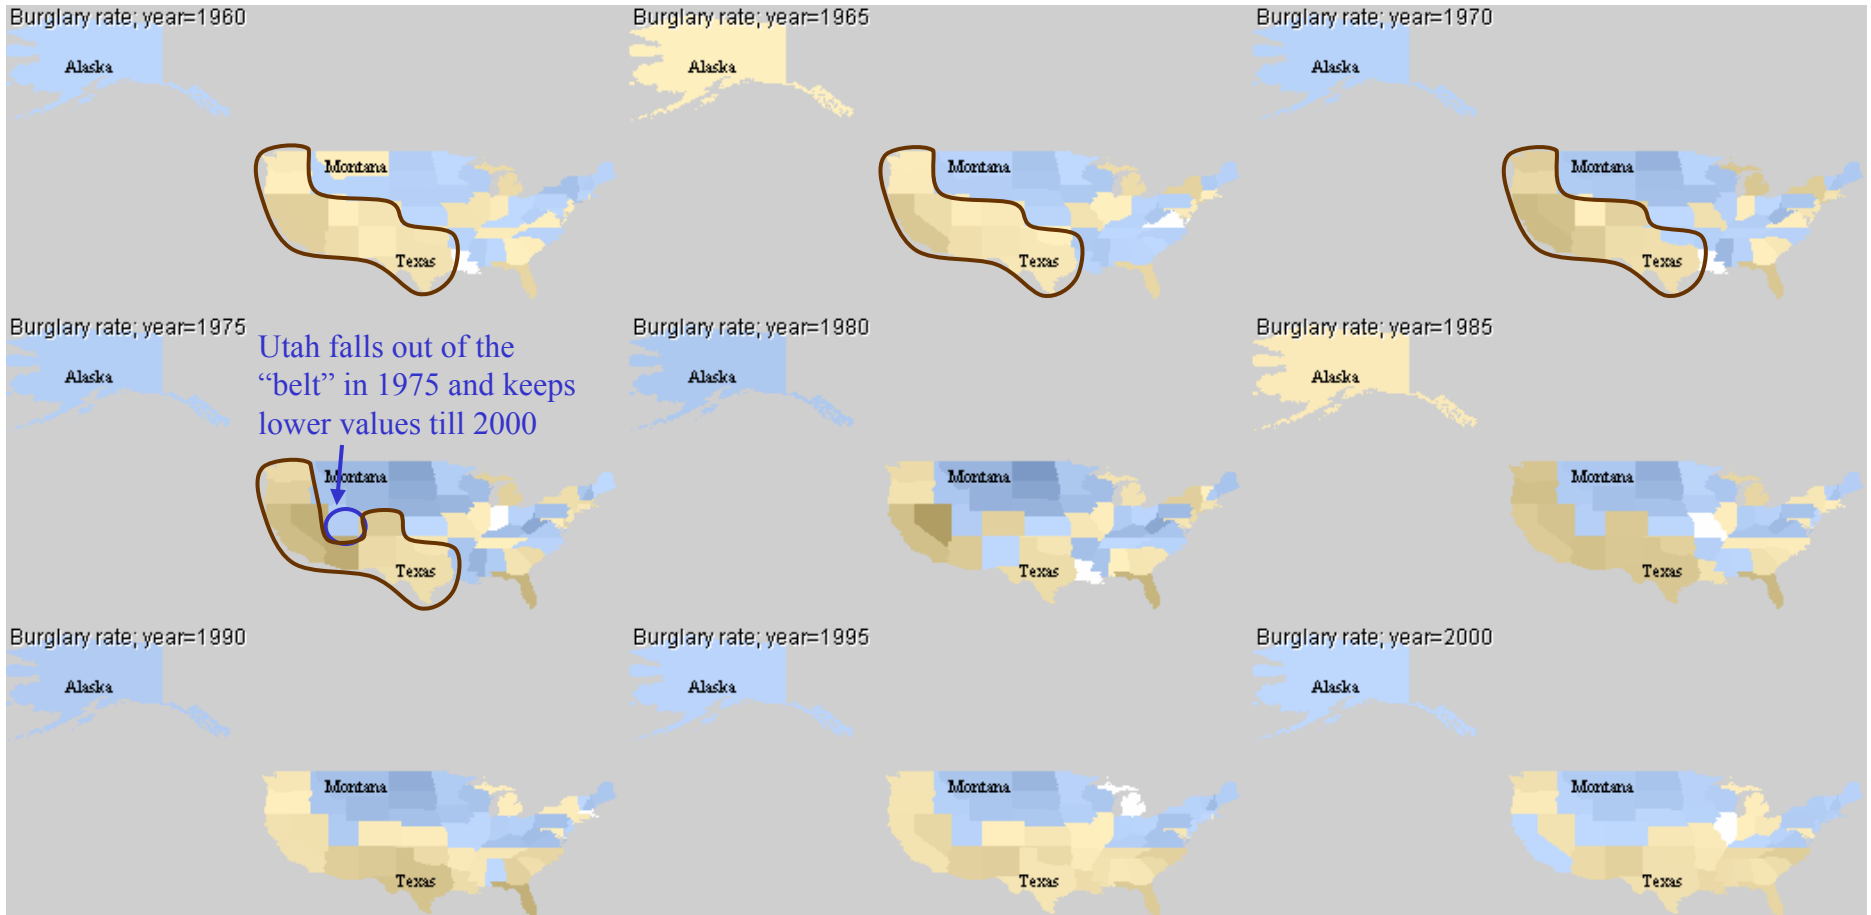 Burglary rate; year=1960
Alaska
Montana
Texas
Burglary rate; year=1965
Alaska
Montana
Texas
Burglary rate; year=1970
Alaska
Montana
Texas
Burglary rate; year=1975
Alaska
Utah falls out of the
“belt” in 1975 and keeps
lower values till 2000
Montana
Texas
Burglary rate; year=1980
Alaska
Montana
Texas
Burglary rate; year=1985
Alaska
Montana
Texas
Burglary rate; year=1990
Alaska
Montana
Texas
Burglary rate; year=1995
Alaska
Montana
Texas
Burglary rate; year=2000
Alaska
Montana
Texas